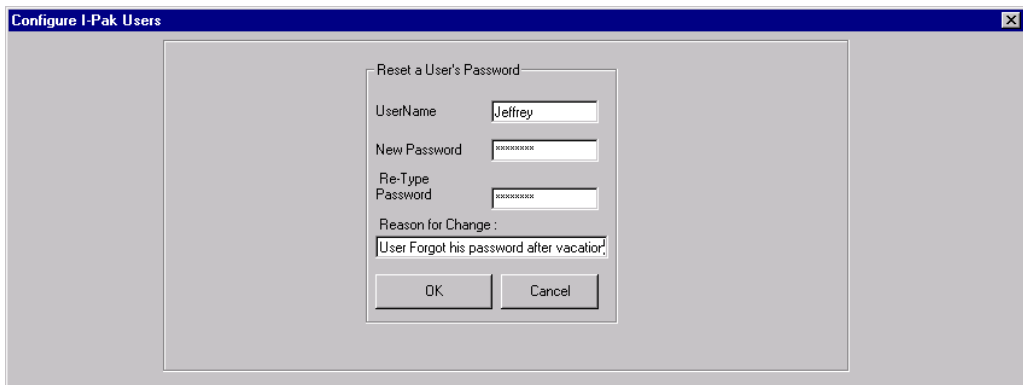 Configure I-Pak Users
Reset a User's Password
UserName Jeffrey
New Password ********
Re-Type
Password ********
Reason for Change :
User Forgot his password after vacation
OK Cancel